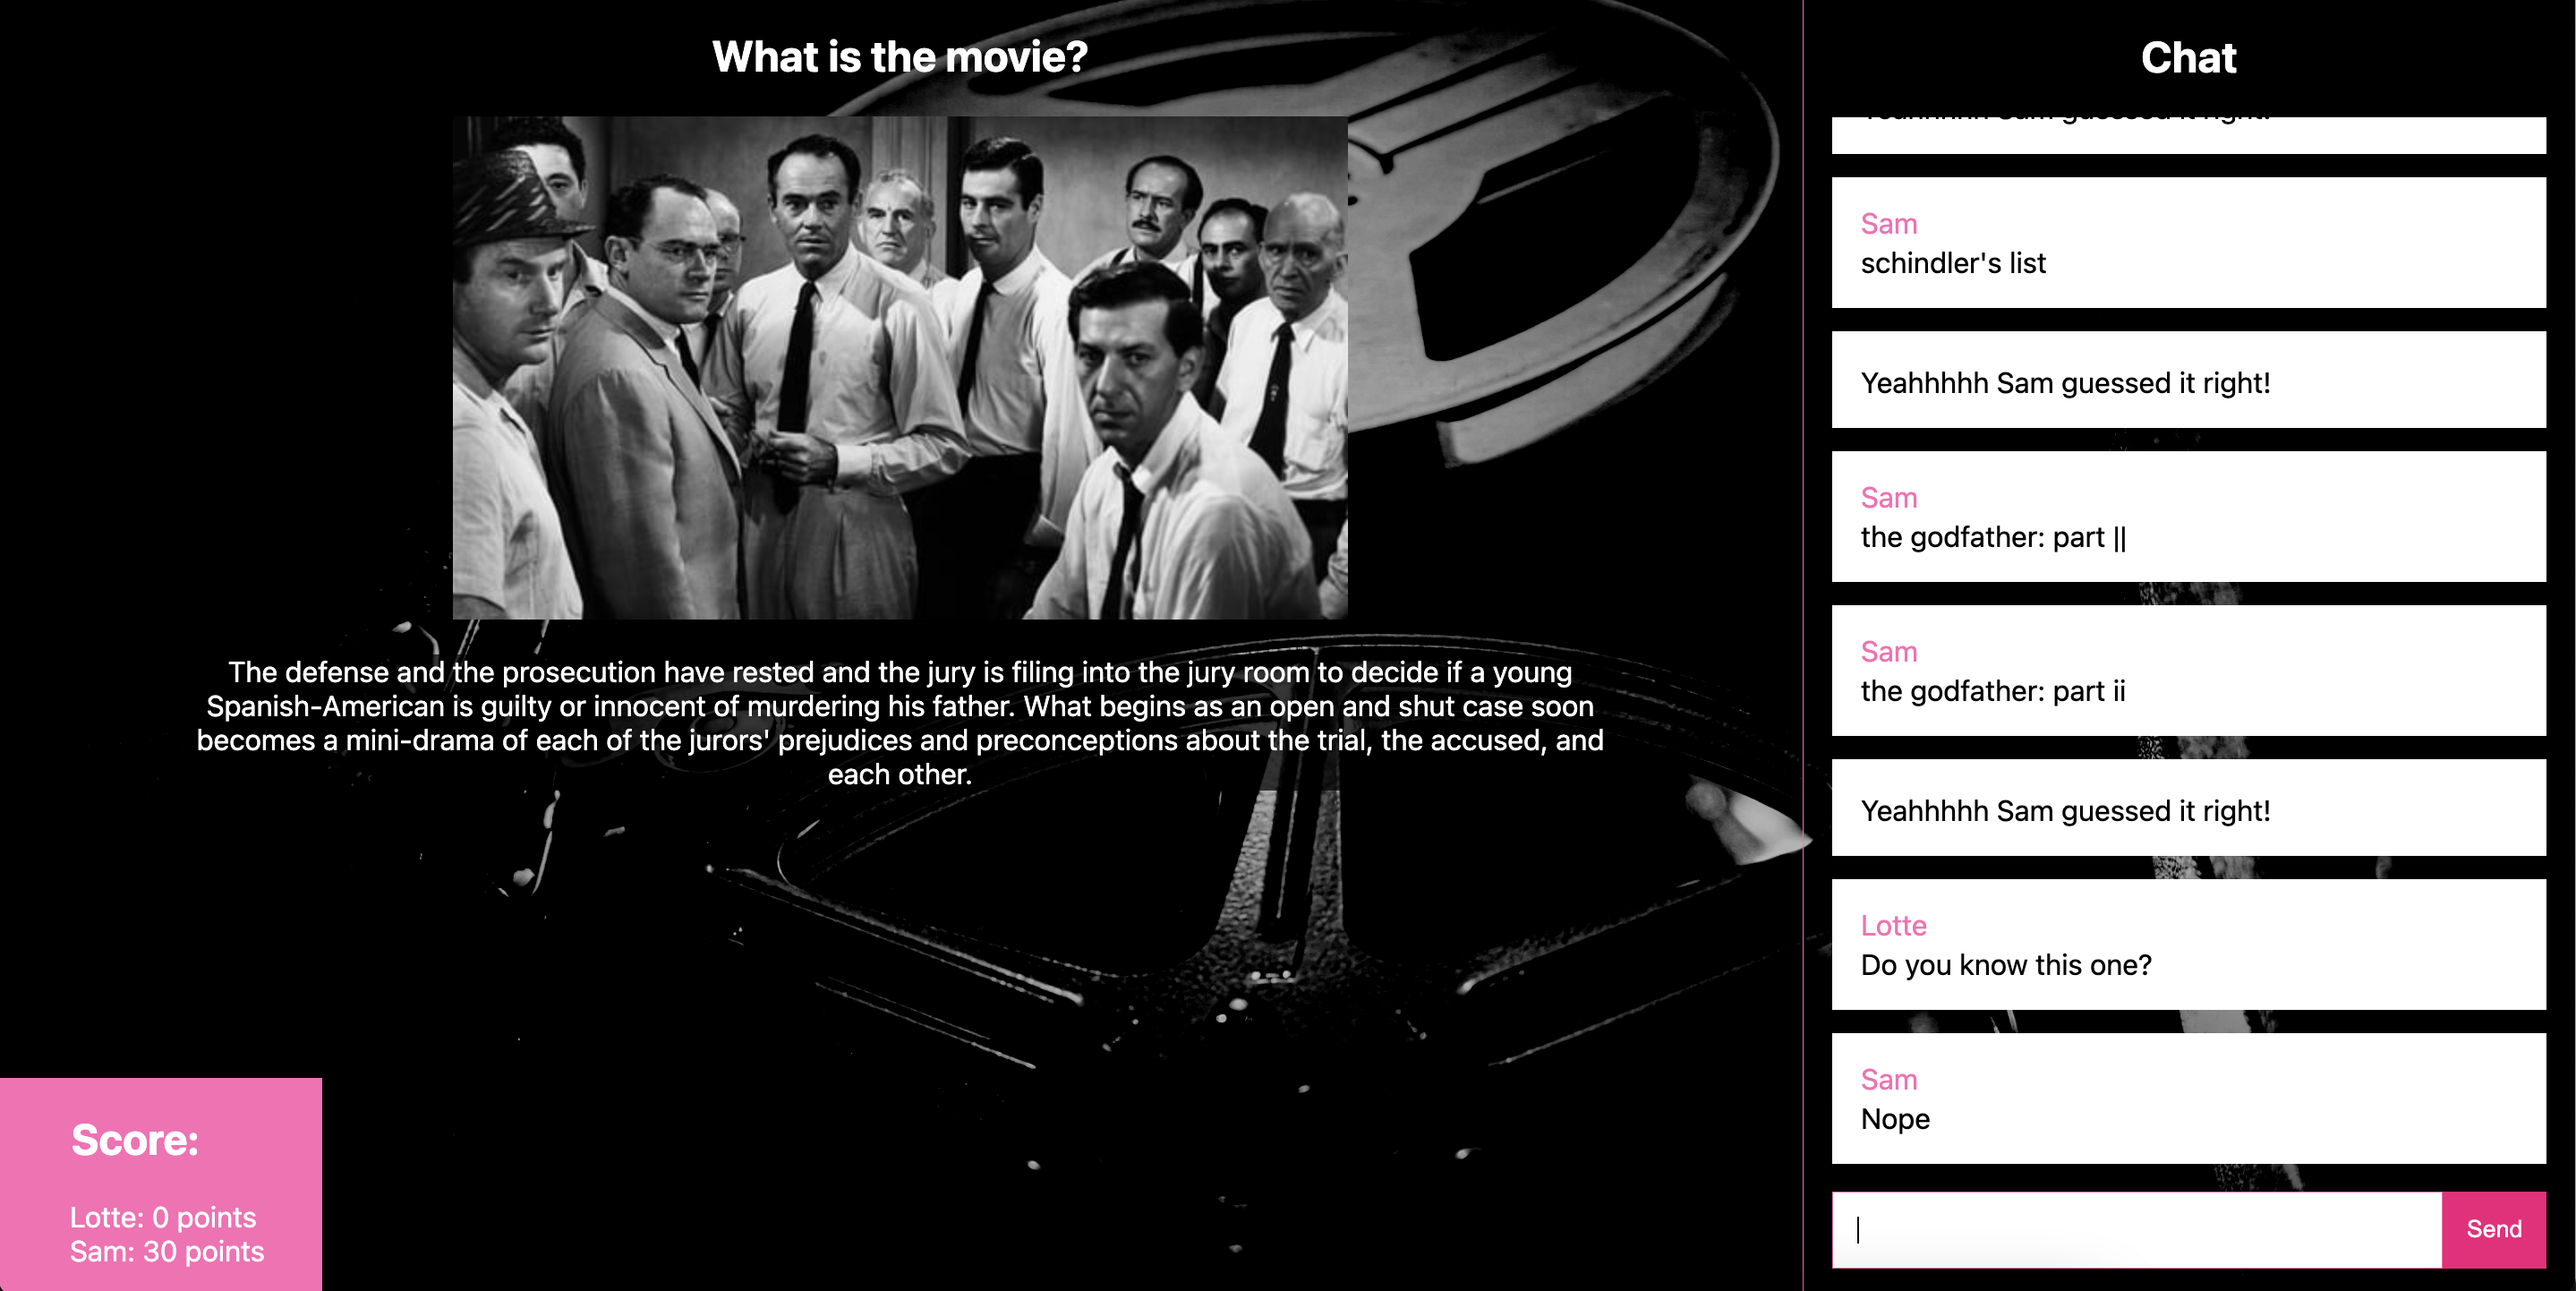 What is the movie?
The defense and the prosecution have rested and the jury is filing into the jury room to decide if a young
Spanish-American is guilty or innocent of murdering his father. What begins as an open and shut case soon
becomes a mini-drama of each of the jurors' prejudices and preconceptions about the trial, the accused, and
each other.
Score:
Lotte: 0 points
Sam: 30 points
Chat
Yeahhhhh Sam guessed it right!
Sam
schindler's list
Yeahhhhh Sam guessed it right!
Sam
the godfather: part ||
Sam
the godfather: part ii
Yeahhhhh Sam guessed it right!
Lotte
Do you know this one?
Sam
Nope
Send